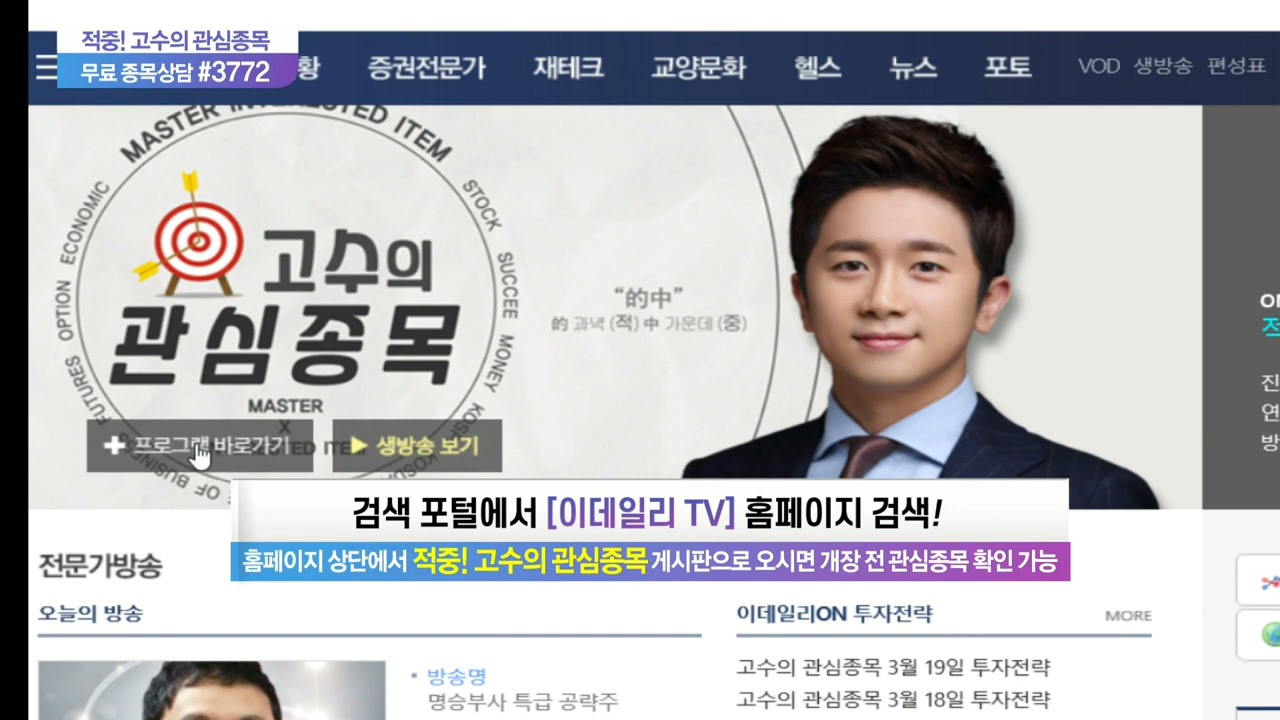 적중! 고수의 관심종목
무료 종목상담 #3772
황 증권전문가 재테크 교양문화 헬스 뉴스 포토 VOD 생방송 편성표
MASTER INTERESTED ITEM
STOCK SUCCEE MONEY
FUTURES OPTION ECONOMIC
고수의
관심종목
MASTER
X
"的中"
的 과녁 (적) 中 가운데 (중)
프로그램 바로가기
생방송 보기
진
연
방
검색 포털에서 [이데일리 TV] 홈페이지 검색!
홈페이지 상단에서 적중! 고수의 관심종목 게시판으로 오시면 개장 전 관심종목 확인 가능
전문가방송
오늘의 방송
이데일리ON 투자전략 MORE
방송명
명승부사 특급 공략주
고수의 관심종목 3월 19일 투자전략
고수의 관심종목 3월 18일 투자전략